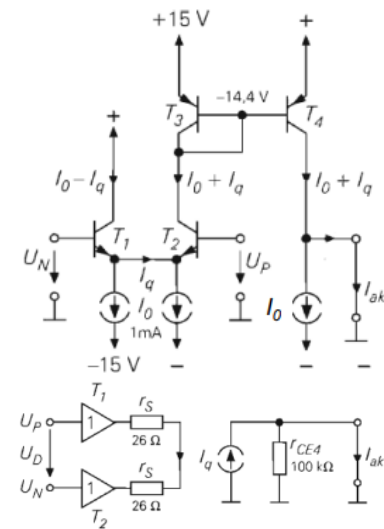 +15 V +
–14,4 V
T3 T4
+
I0 – Iq I0 + Iq I0 + Iq
UN T1 T2 UP
Iq
I0 I0 Iak
1mA
–15 V – – –
T1 rS
UP 1 26 Ω
UD
rS
UN 1 26 Ω
T2
Iq rCE4 Iak
100 kΩ